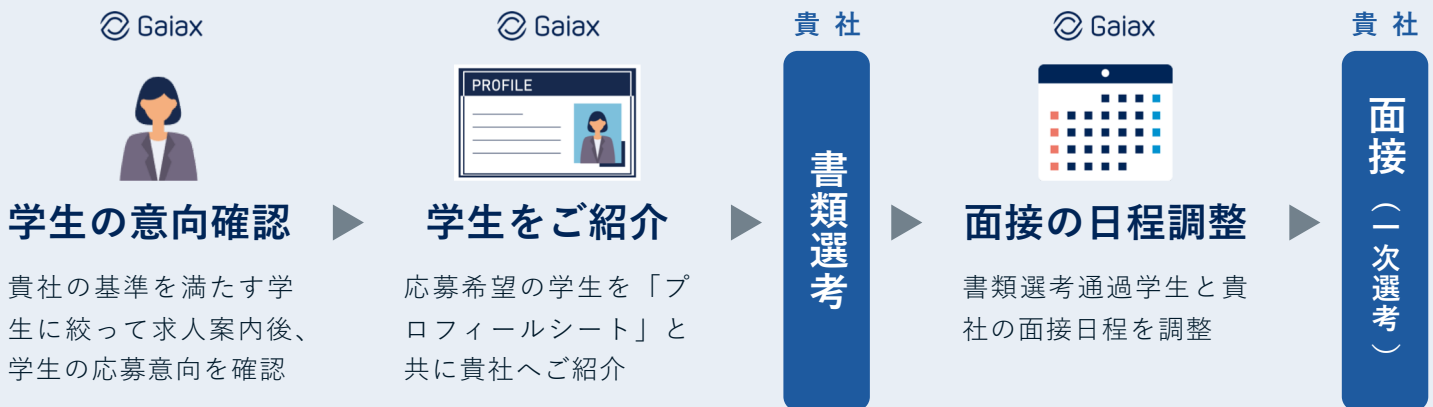 Gaiax
学生の意向確認
貴社の基準を満たす学
生に絞って求人案内後、
学生の応募意向を確認
Gaiax
PROFILE
学生をご紹介
応募希望の学生を「プ
ロフィールシート」と
共に貴社へご紹介
貴社
書類選考
Gaiax
面接の日程調整
書類選考通過学生と貴
社の面接日程を調整
貴社
面接（一次選考）